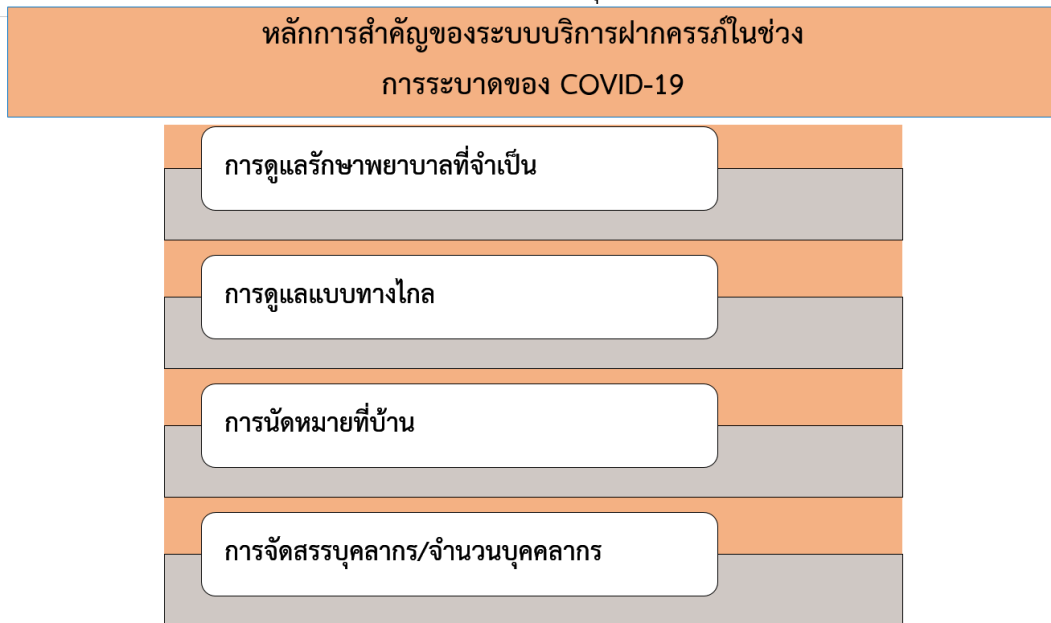 หลักการสำคัญของระบบบริการฝากครรภ์ในช่วง
การระบาดของ COVID-19
การดูแลรักษาพยาบาลที่จำเป็น
การดูแลแบบทางไกล
การนัดหมายที่บ้าน
การจัดสรรบุคลากร/จำนวนบุคคลากร